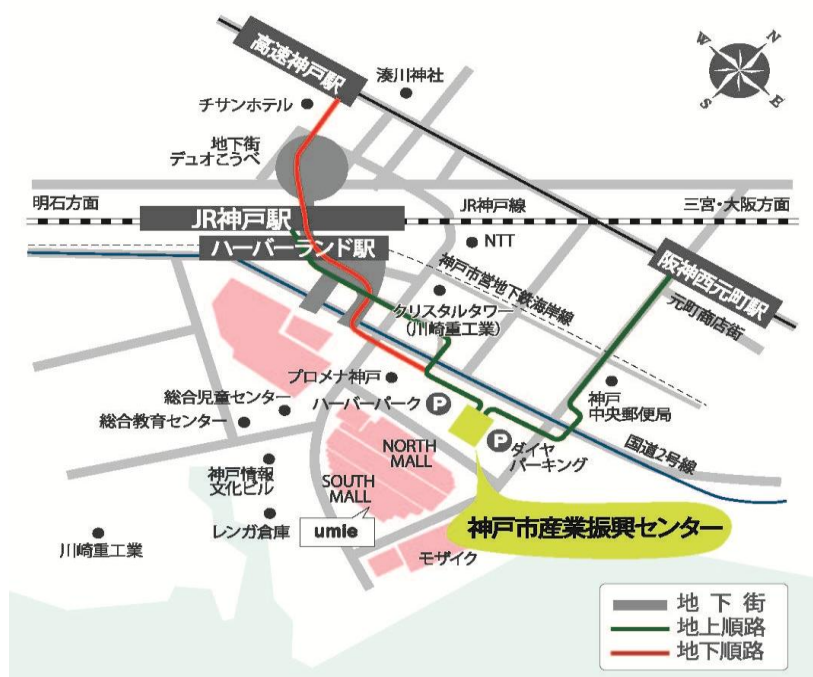 高速神戸駅
湊川神社
チサンホテル
地下街
デュオこうべ
W
N
S
E
明石方面
JR神戸駅
JR神戸線
三宮・大阪方面
ハーバーランド駅
NTT
神戸市営地下鉄海岸線
阪神西元町駅
元町商店街
クリスタルタワー
(川崎重工業)
プロメナ神戸
ハーバーパーク
P
神戸
中央郵便局
総合児童センター
総合教育センター
NORTH
MALL
P
ダイヤ
パーキング
国道2号線
神戸情報
文化ビル
SOUTH
MALL
レンガ倉庫
umie
神戸市産業振興センター
川崎重工業
モザイク
地下街
地上順路
地下順路